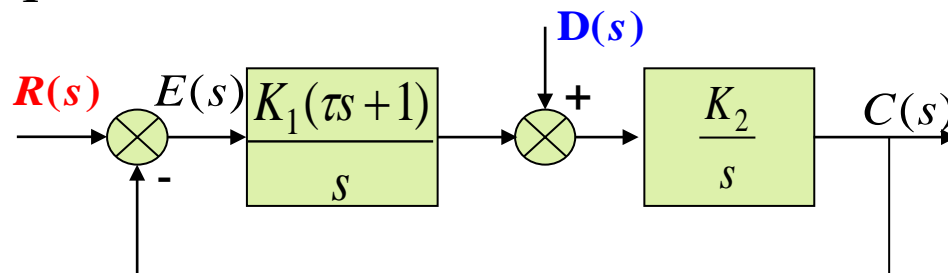 D(s)
R(s)
E(s)
K₁(τs+1)
s
+
K₂
s
C(s)
-